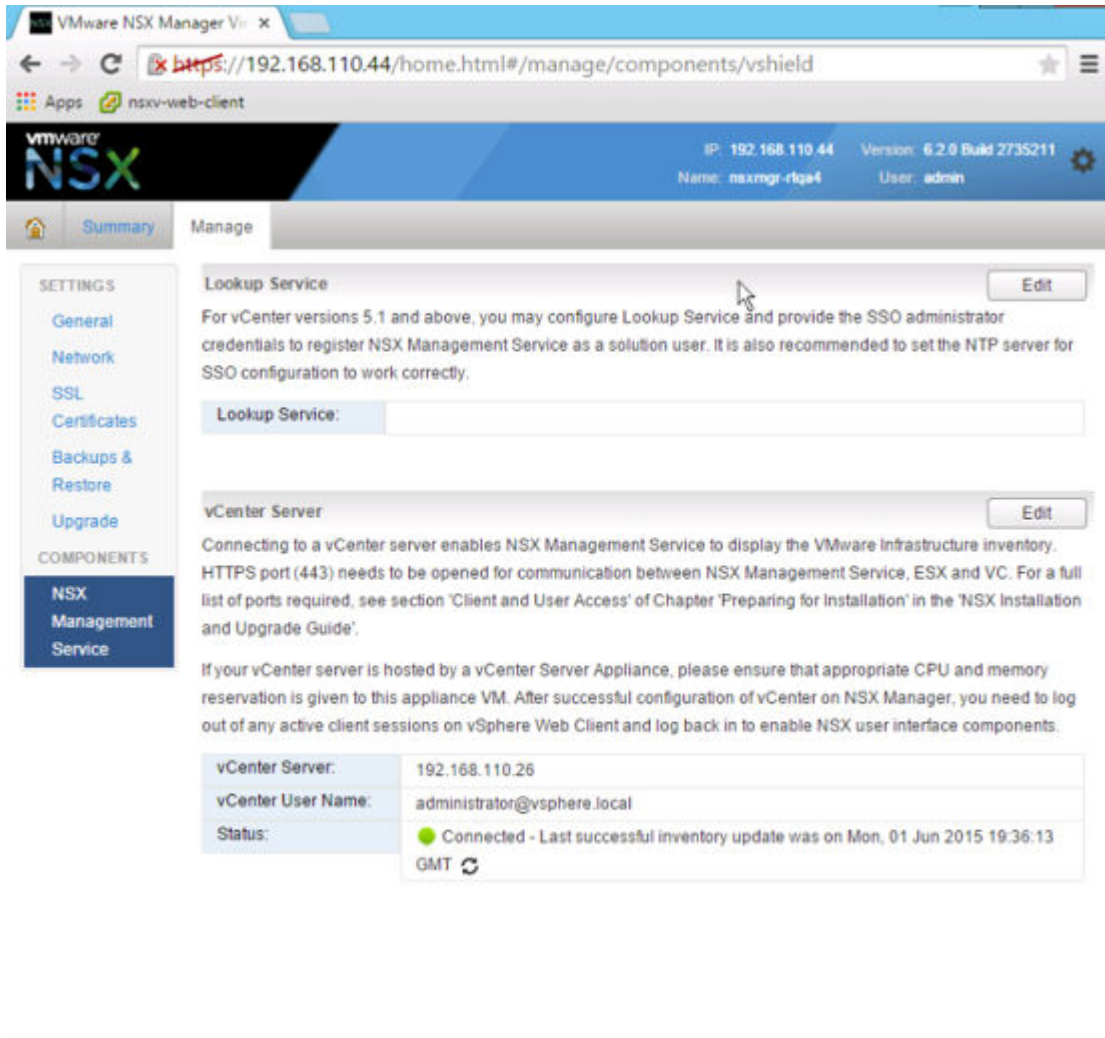 VMware NSX Manager Vir
https://192.168.110.44/home.html#/manage/components/vshield
Apps nsxv-web-client
vmware
NSX
IP: 192.168.110.44 Version: 6.2.0 Build 2735211
Name: nsxmgr-rtqa4 User: admin
Summary Manage
SETTINGS
General
Network
SSL
Certificates
Backups &
Restore
Upgrade
COMPONENTS
NSX
Management
Service
Lookup Service Edit
For vCenter versions 5.1 and above, you may configure Lookup Service and provide the SSO administrator
credentials to register NSX Management Service as a solution user. It is also recommended to set the NTP server for
SSO configuration to work correctly.
Lookup Service:
vCenter Server Edit
Connecting to a vCenter server enables NSX Management Service to display the VMware Infrastructure inventory.
HTTPS port (443) needs to be opened for communication between NSX Management Service, ESX and VC. For a full
list of ports required, see section 'Client and User Access' of Chapter 'Preparing for Installation' in the 'NSX Installation
and Upgrade Guide'.
If your vCenter server is hosted by a vCenter Server Appliance, please ensure that appropriate CPU and memory
reservation is given to this appliance VM. After successful configuration of vCenter on NSX Manager, you need to log
out of any active client sessions on vSphere Web Client and log back in to enable NSX user interface components.
vCenter Server: 192.168.110.26
vCenter User Name: administrator@vsphere.local
Status: Connected - Last successful inventory update was on Mon, 01 Jun 2015 19:36:13
GMT